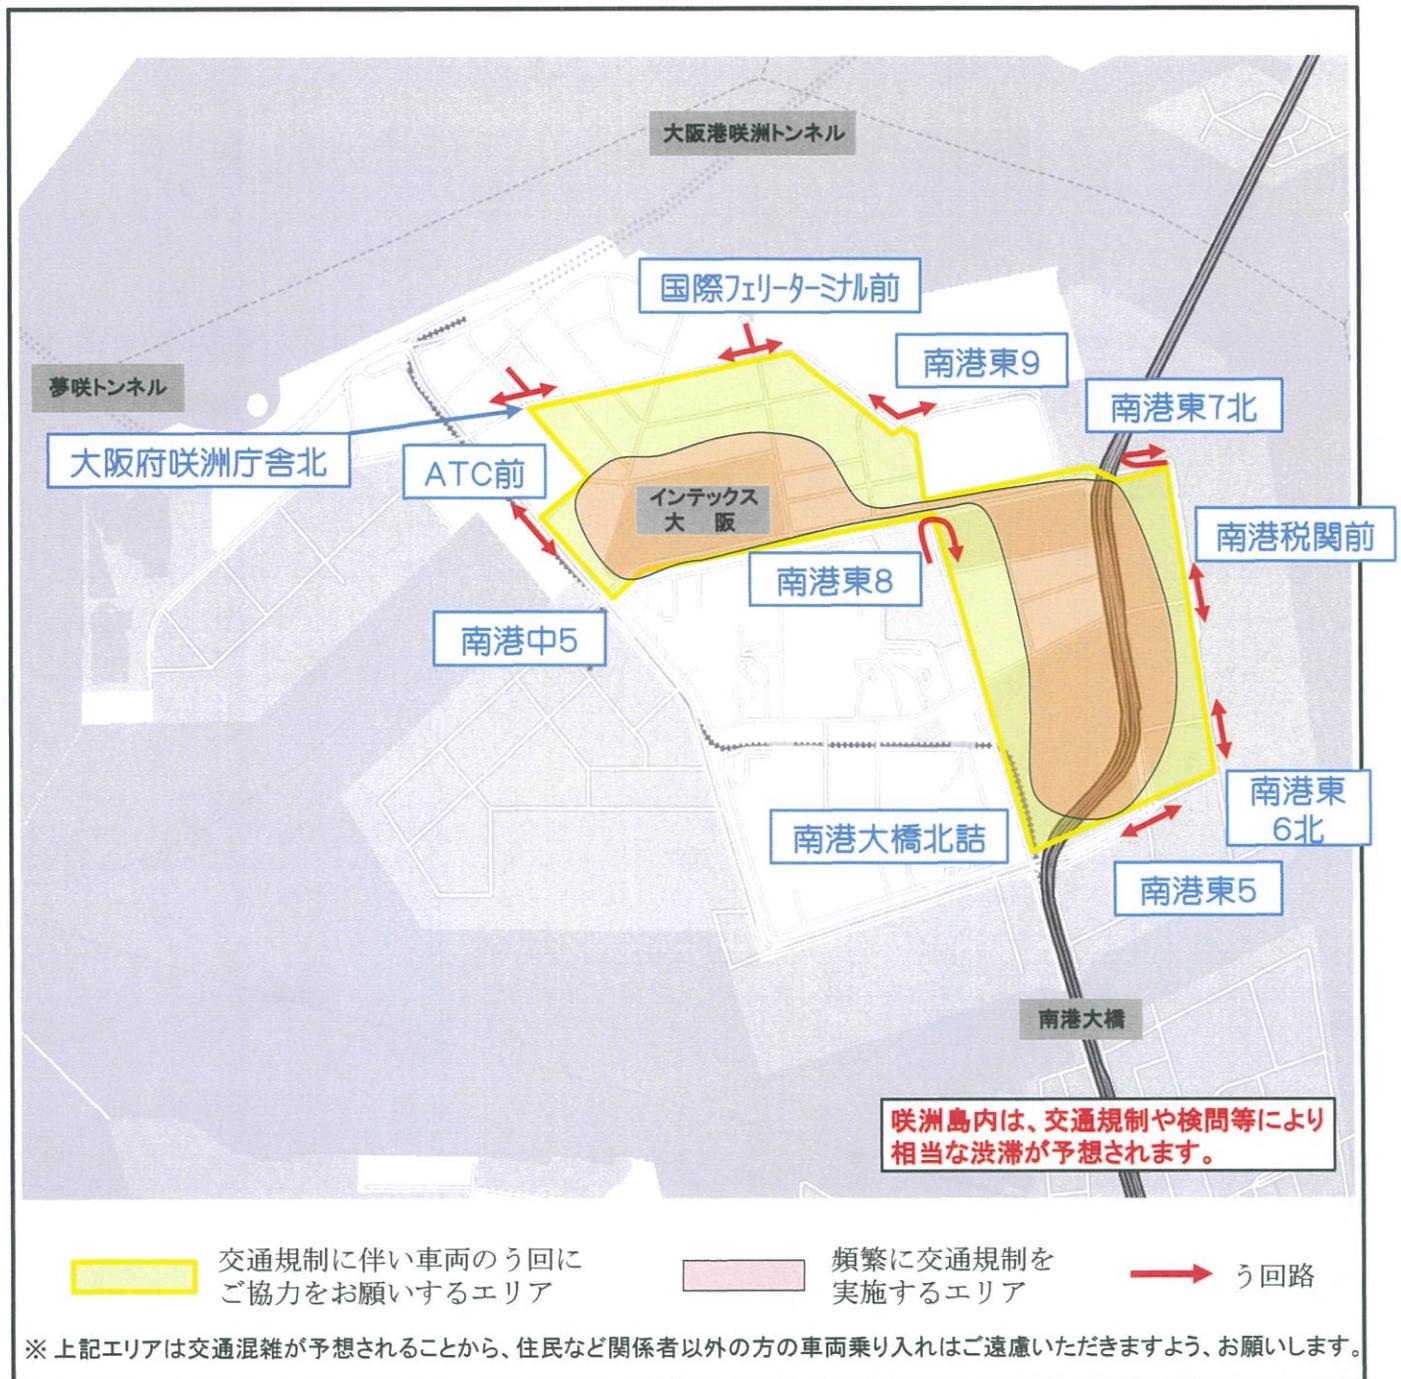 大阪港咲洲トンネル
国際フェリーターミナル前
南港東9
夢咲トンネル
南港東7北
大阪府咲洲庁舎北
ATC前
インテックス
大 阪
南港税関前
南港東8
南港中5
南港東
6北
南港大橋北詰
南港東5
南港大橋
咲洲島内は、交通規制や検問等により
相当な渋滞が予想されます。
交通規制に伴い車両のう回に
ご協力をお願いするエリア
頻繁に交通規制を
実施するエリア
う回路
※ 上記エリアは交通混雑が予想されることから、住民など関係者以外の方の車両乗り入れはご遠慮いただきますよう、お願いします。